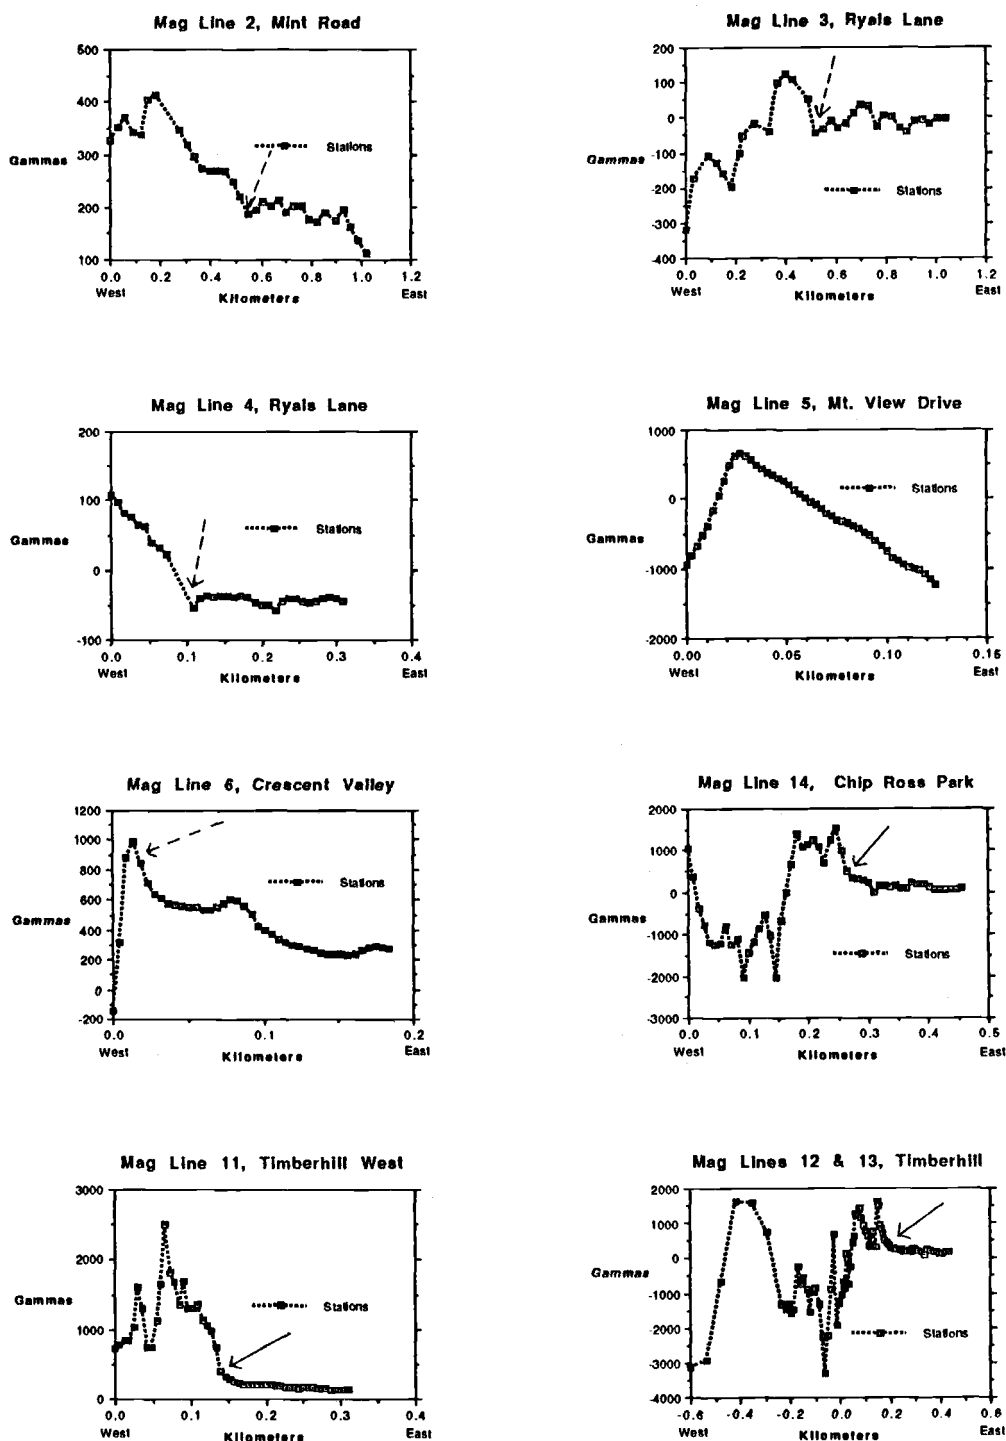 Mag Line 2, Mint Road
500
400
300
200
100
Gammas
Stations
0.0 0.2 0.4 0.6 0.8 1.0 1.2
West Kilometers East
Mag Line 3, Ryals Lane
200
100
0
-100
-200
-300
-400
Gammas
Stations
0.0 0.2 0.4 0.6 0.8 1.0 1.2
West Kilometers East
Mag Line 4, Ryals Lane
200
100
0
-100
Gammas
Stations
0.0 0.1 0.2 0.3 0.4
West Kilometers East
Mag Line 5, Mt. View Drive
1000
0
-1000
-2000
Gammas
Stations
0.00 0.05 0.10 0.15
West Kilometers East
Mag Line 6, Crescent Valley
1200
1000
800
600
400
200
0
-200
Gammas
Stations
0.0 0.1 0.2
West Kilometers East
Mag Line 14, Chip Ross Park
2000
1000
0
-1000
-2000
-3000
Gammas
Stations
0.0 0.1 0.2 0.3 0.4 0.5
West Kilometers East
Mag Line 11, Timberhill West
3000
2000
1000
0
Gammas
Stations
0.0 0.1 0.2 0.3 0.4
West Kilometers East
Mag Lines 12 & 13, Timberhill
2000
1000
0
-1000
-2000
-3000
-4000
Gammas
Stations
-0.6 -0.4 -0.2 0.0 0.2 0.4 0.6
West Kilometers East